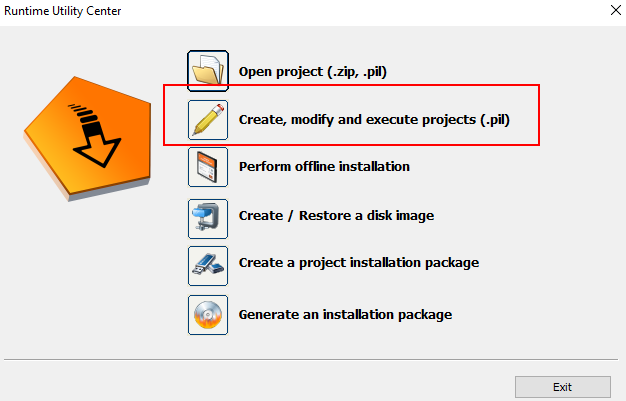 Runtime Utility Center
Open project (.zip, .pil)
Create, modify and execute projects (.pil)
Perform offline installation
Create / Restore a disk image
Create a project installation package
Generate an installation package
Exit